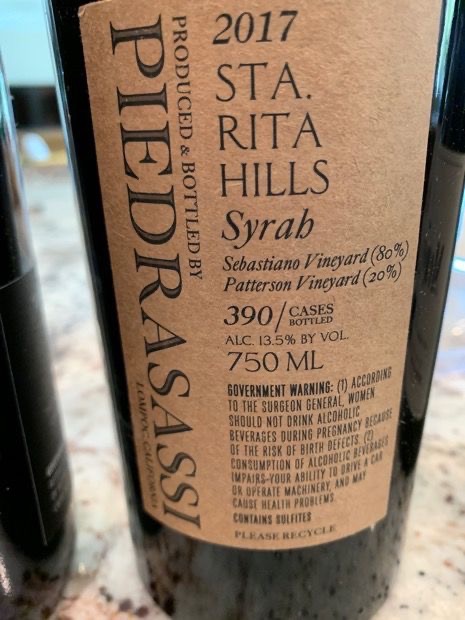 PRODUCED & BOTTLED BY
PIEDRASASSI
LOMPOC, CALIFORNIA
2017
STA.
RITA
HILLS
Syrah
Sebastiano Vineyard (80%)
Patterson Vineyard (20%)
390/CASES
BOTTLED
ALC. 13.5% BY VOL.
750 ML
GOVERNMENT WARNING: (1) ACCORDING
TO THE SURGEON GENERAL, WOMEN
SHOULD NOT DRINK ALCOHOLIC
BEVERAGES DURING PREGNANCY BECAUSE
OF THE RISK OF BIRTH DEFECTS. (2)
CONSUMPTION OF ALCOHOLIC BEVERAGES
IMPAIRS YOUR ABILITY TO DRIVE A CAR
OR OPERATE MACHINERY, AND MAY
CAUSE HEALTH PROBLEMS.
CONTAINS SULFITES
PLEASE RECYCLE